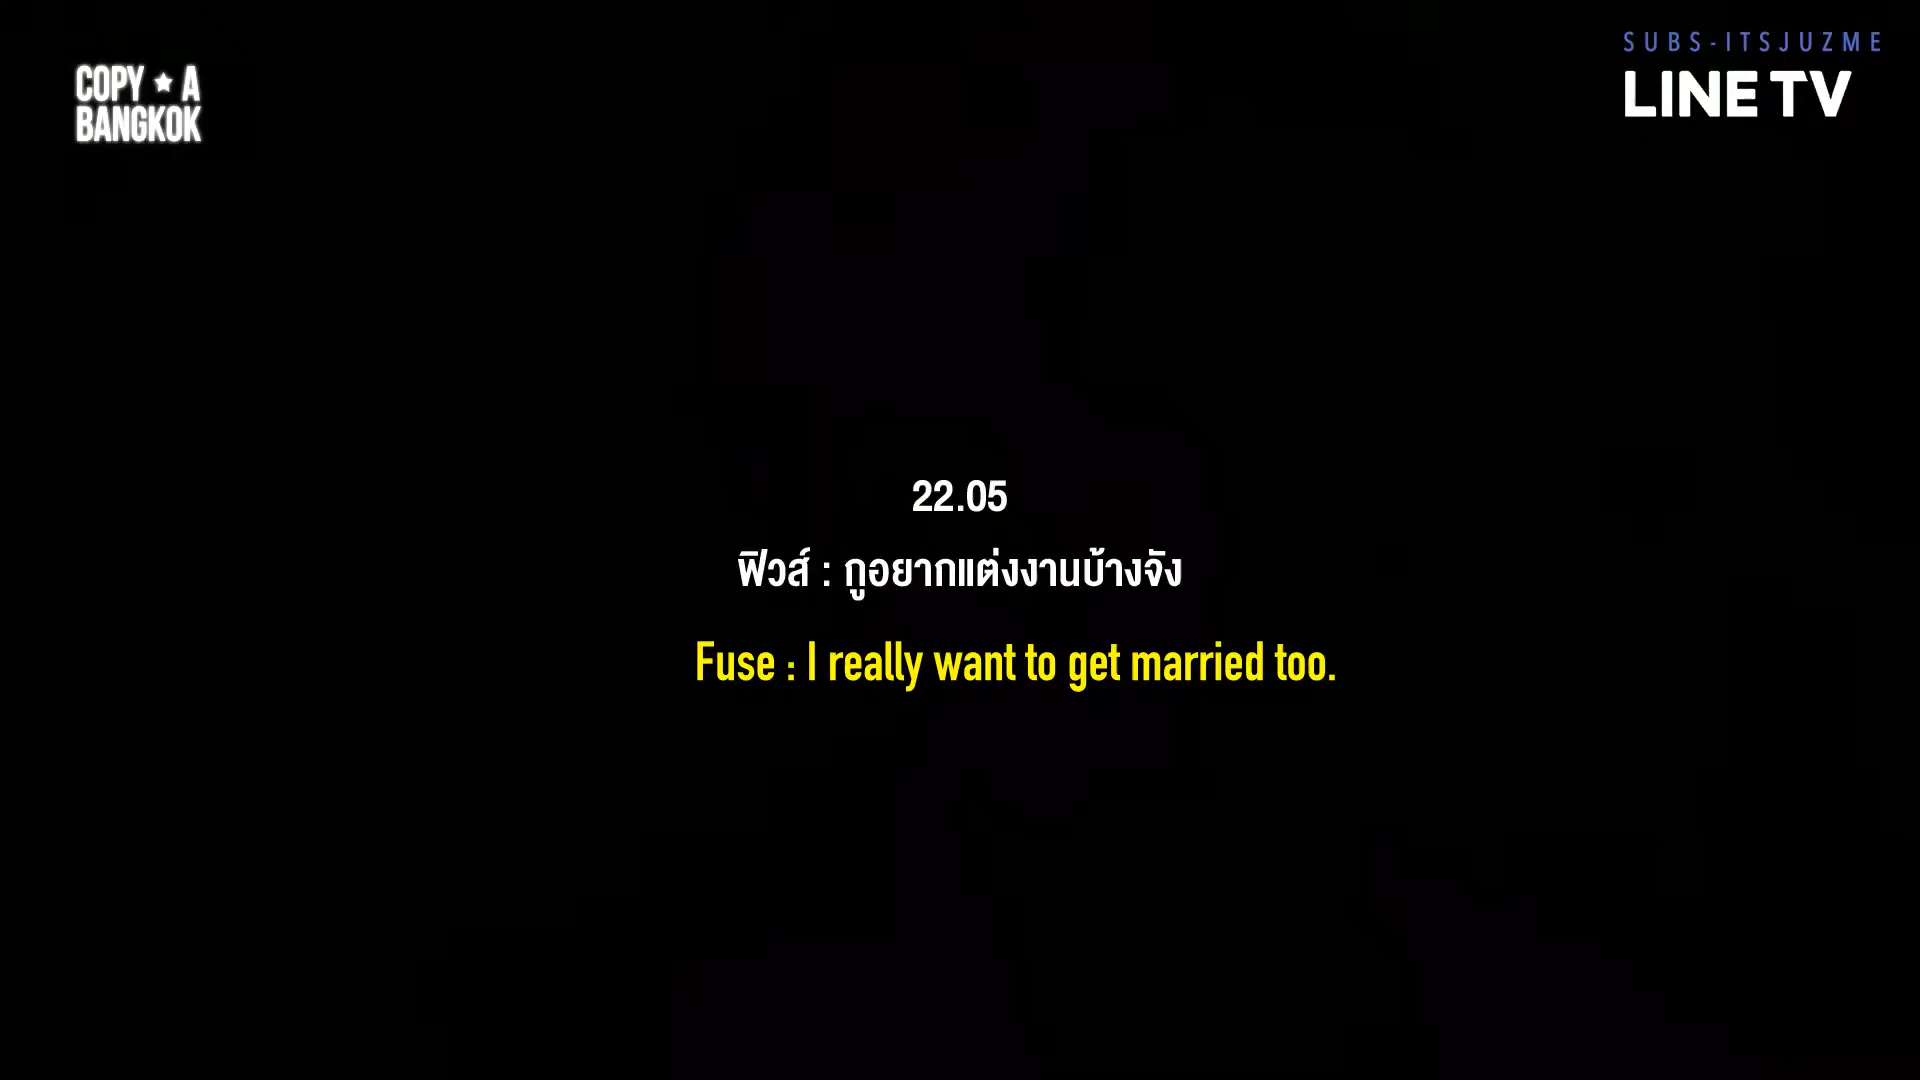 SUBS-ITSJUZME
COPY ★ A
BANGKOK
LINE TV
22.05
ฟิวส์ : กูอยากแต่งงานบ้างจัง
Fuse : I really want to get married too.